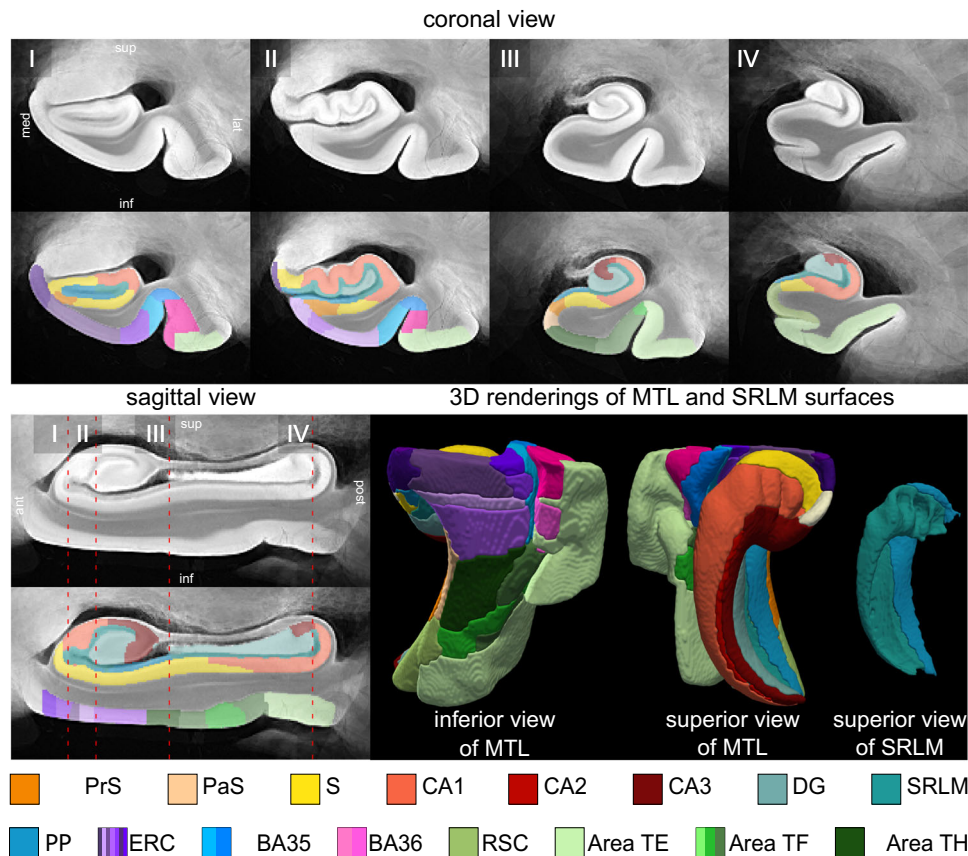 coronal view
I II III IV
sup
med
lat
inf
sagittal view
3D renderings of MTL and SRLM surfaces
I II III IV
sup
ant
post
inf
inferior view
of MTL
superior view
of MTL
superior view
of SRLM
PrS PaS S CA1 CA2 CA3 DG SRLM
PP ERC BA35 BA36 RSC Area TE Area TF Area TH